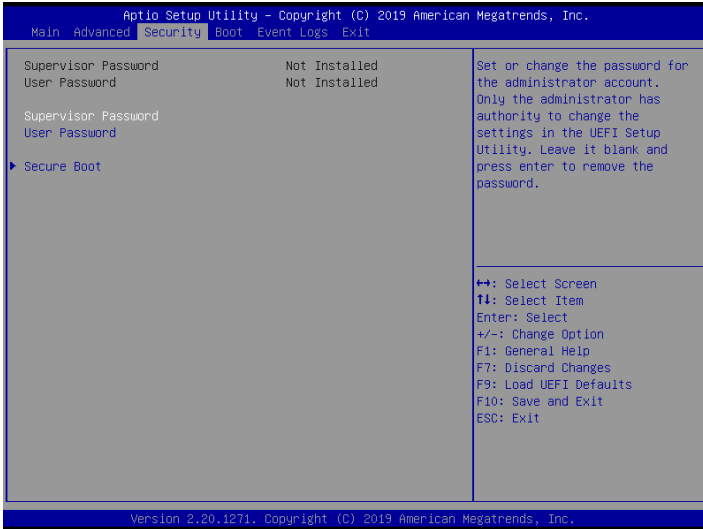 Aptio Setup Utility – Copyright (C) 2019 American Megatrends, Inc.
Main Advanced Security Boot Event Logs Exit
Supervisor Password Not Installed
User Password Not Installed
Supervisor Password
User Password
Secure Boot
Set or change the password for
the administrator account.
Only the administrator has
authority to change the
settings in the UEFI Setup
Utility. Leave it blank and
press enter to remove the
password.
↔: Select Screen
↑↓: Select Item
Enter: Select
+/-: Change Option
F1: General Help
F7: Discard Changes
F9: Load UEFI Defaults
F10: Save and Exit
ESC: Exit
Version 2.20.1271. Copyright (C) 2019 American Megatrends, Inc.